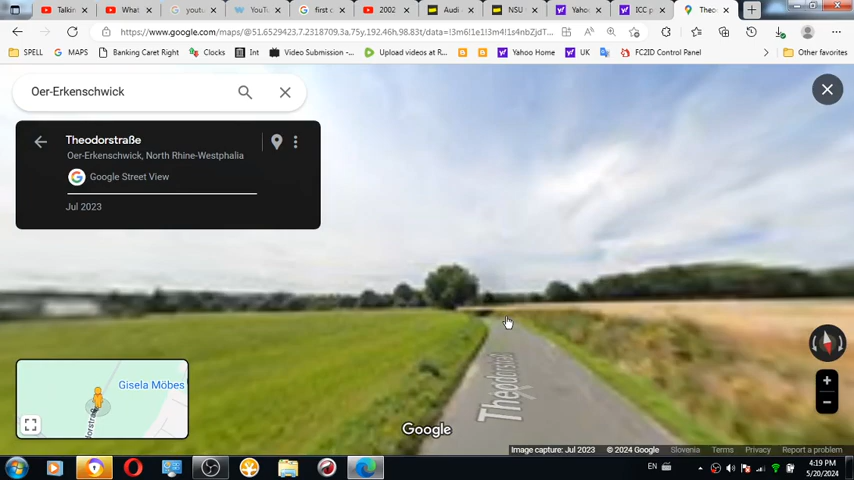 Talkin
What
youtu
YouTu
first c
2002
Audi
NSU
Yaho
ICC p
Theo
https://www.google.com/maps/@51.6529423,7.2318709,3a,75y,192.46h,98.83t/data=!3m6!1e1!3m4!1s4nbZjdT...
SPELL
MAPS
Banking Caret Right
Clocks
Int
Video Submission -...
Upload videos at R...
Yahoo Home
UK
FC2ID Control Panel
Other favorites
Oer-Erkenschwick
Theodorstraße
Oer-Erkenschwick, North Rhine-Westphalia
Google Street View
Jul 2023
Theodorstraß
Gisela Möbes
Google
Image capture: Jul 2023 © 2024 Google Slovenia Terms Privacy Report a problem
EN
4:19 PM
5/20/2024